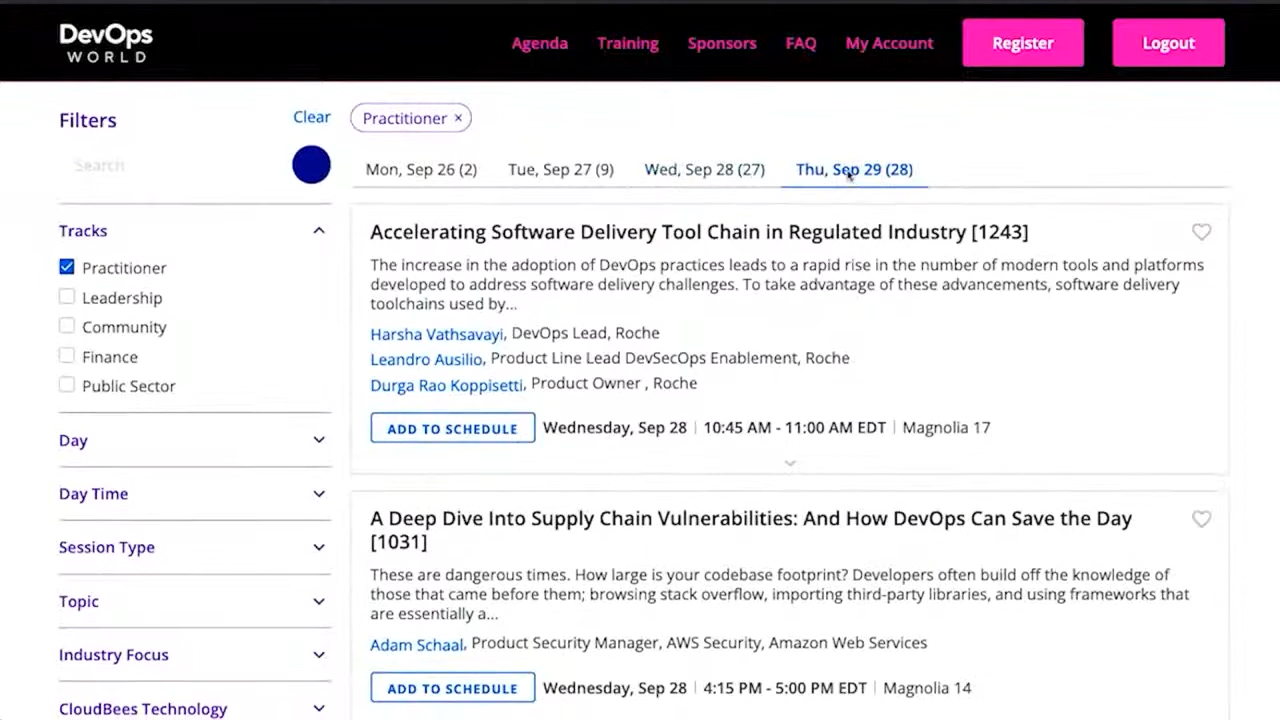 DevOps
WORLD
Agenda
Training
Sponsors
FAQ
My Account
Register
Logout
Filters
Clear
Search
Tracks
Practitioner
Leadership
Community
Finance
Public Sector
Day
Day Time
Session Type
Topic
Industry Focus
CloudBees Technology
Practitioner ×
Mon, Sep 26 (2)
Tue, Sep 27 (9)
Wed, Sep 28 (27)
Thu, Sep 29 (28)
Accelerating Software Delivery Tool Chain in Regulated Industry [1243]
The increase in the adoption of DevOps practices leads to a rapid rise in the number of modern tools and platforms
developed to address software delivery challenges. To take advantage of these advancements, software delivery
toolchains used by...
Harsha Vathsavayi, DevOps Lead, Roche
Leandro Ausilio, Product Line Lead DevSecOps Enablement, Roche
Durga Rao Koppisetti, Product Owner , Roche
ADD TO SCHEDULE Wednesday, Sep 28 | 10:45 AM - 11:00 AM EDT | Magnolia 17
A Deep Dive Into Supply Chain Vulnerabilities: And How DevOps Can Save the Day
[1031]
These are dangerous times. How large is your codebase footprint? Developers often build off the knowledge of
those that came before them; browsing stack overflow, importing third-party libraries, and using frameworks that
are essentially a...
Adam Schaal, Product Security Manager, AWS Security, Amazon Web Services
ADD TO SCHEDULE Wednesday, Sep 28 | 4:15 PM - 5:00 PM EDT | Magnolia 14